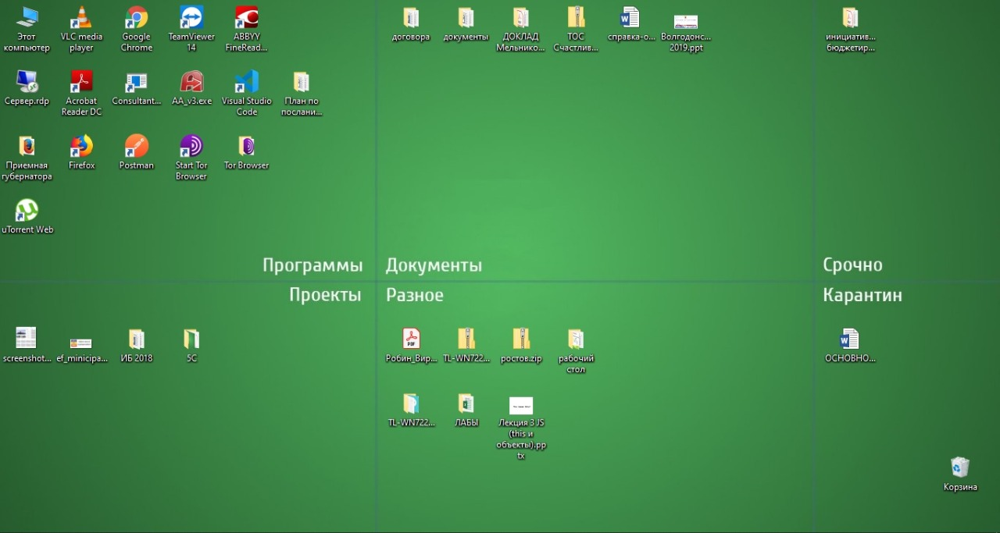 Этот
компьютер
VLC media
player
Google
Chrome
TeamViewer
14
ABBYY
FineRead...
договора
документы
ДОКЛАД
Мельнико...
ТОС
Счастлив...
справка-о...
Волгодонс...
2019.ppt
инициатив...
бюджетир...
Сервер.rdp
Acrobat
Reader DC
Consultant...
AA_v3.exe
Visual Studio
Code
План по
послани...
Приемная
губернатора
Firefox
Postman
Start Tor
Browser
Tor Browser
uTorrent Web
Программы
Документы
Срочно
Проекты
Разное
Карантин
screenshot...
ef_minicipa...
ИБ 2018
5С
Робин_Вир...
TL-WN722...
ростов.zip
рабочий
стол
ОСНОВНО...
TL-WN722...
ЛАБЫ
Лекция 3 JS
(this и
объекты).pp
tx
Корзина